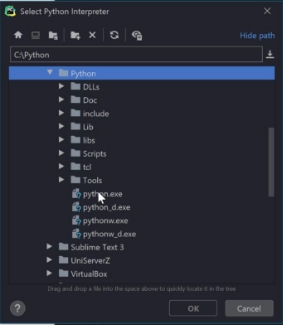 Select Python Interpreter
Hide path
C:\Python
Python
DLLs
Doc
include
Lib
libs
Scripts
tcl
Tools
python.exe
python_d.exe
pythonw.exe
pythonw_d.exe
Sublime Text 3
UniServerZ
VirtualBox
Drag and drop a file into the space above to quickly locate it in the tree
?
OK
Cancel